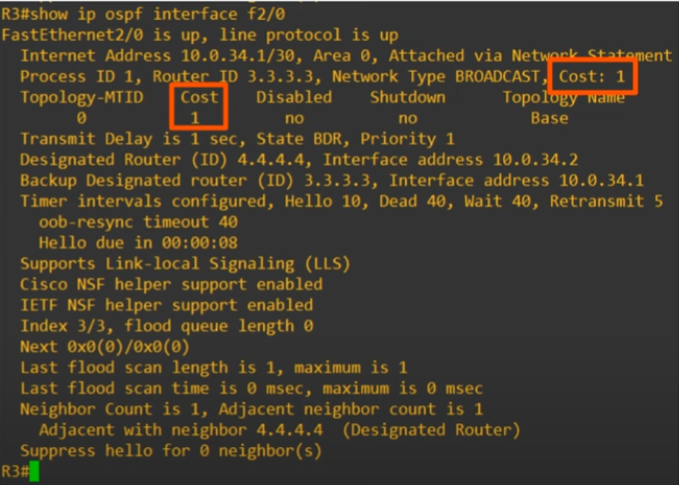 R3#show ip ospf interface f2/0
FastEthernet2/0 is up, line protocol is up
Internet Address 10.0.34.1/30, Area 0, Attached via Network Statement
Process ID 1, Router ID 3.3.3.3, Network Type BROADCAST, Cost: 1
Topology-MTID Cost Disabled Shutdown Topology Name
0 1 no no Base
Transmit Delay is 1 sec, State BDR, Priority 1
Designated Router (ID) 4.4.4.4, Interface address 10.0.34.2
Backup Designated router (ID) 3.3.3.3, Interface address 10.0.34.1
Timer intervals configured, Hello 10, Dead 40, Wait 40, Retransmit 5
oob-resync timeout 40
Hello due in 00:00:08
Supports Link-local Signaling (LLS)
Cisco NSF helper support enabled
IETF NSF helper support enabled
Index 3/3, flood queue length 0
Next 0x0(0)/0x0(0)
Last flood scan length is 1, maximum is 1
Last flood scan time is 0 msec, maximum is 0 msec
Neighbor Count is 1, Adjacent neighbor count is 1
Adjacent with neighbor 4.4.4.4 (Designated Router)
Suppress hello for 0 neighbor(s)
R3#